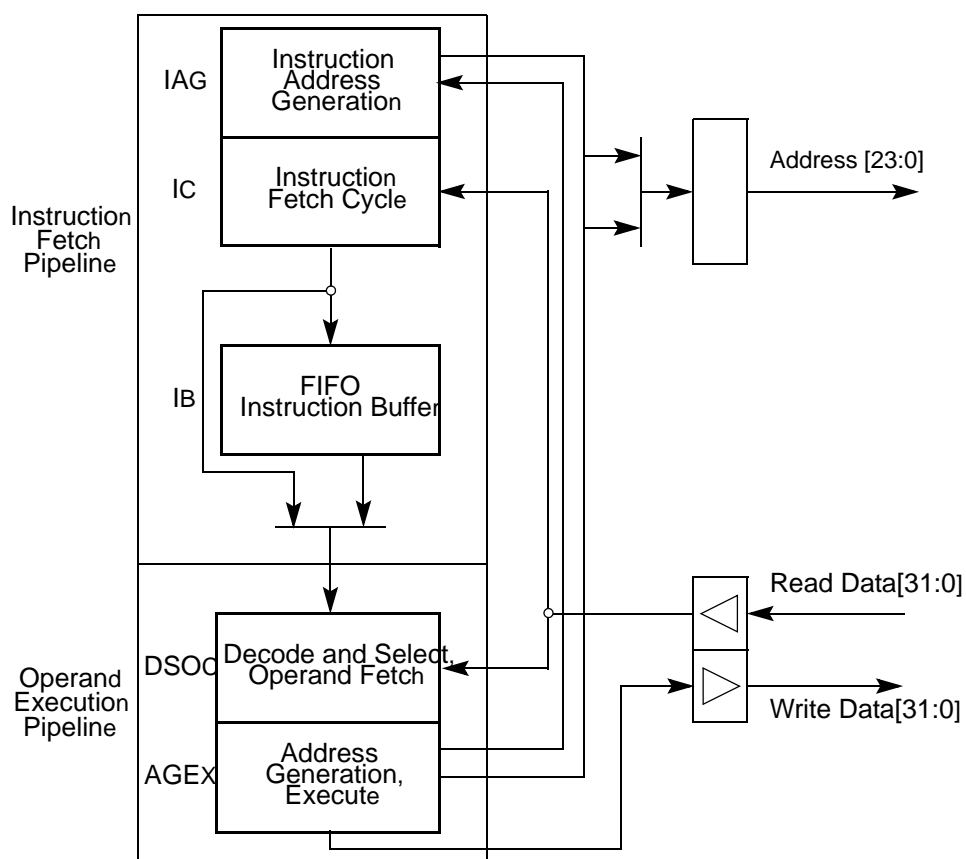 IAG
Instruction
Address
Generation
IC
Instruction
Fetch Cycle
Instruction
Fetch
Pipeline
IB
FIFO
Instruction Buffer
Address [23:0]
DSOC
Decode and Select,
Operand Fetch
Operand
Execution
Pipeline
AGEX
Address
Generation,
Execute
Read Data[31:0]
Write Data[31:0]